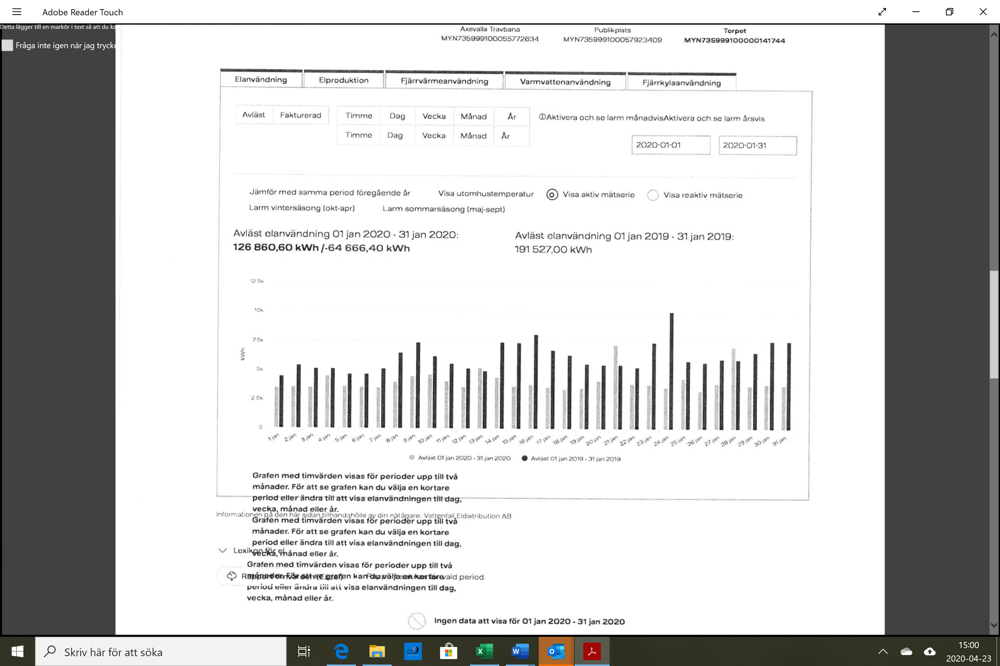 Adobe Reader Touch
Detta lägger till en markör i text så att du ka
Fråga inte igen när jag trycke
Axevalla Travbana
MYN735999100055772634
Publikplats
MYN735999100057923409
Torpet
MYN735999100000141744
Elanvändning Elproduktion Fjärrvärmeanvändning Varmvattenanvändning Fjärrkylaanvändning
Avläst Fakturerad Timme Dag Vecka Månad År Aktivera och se larm månadvisAktivera och se larm årsvis
Timme Dag Vecka Månad År
2020-01-01 2020-01-31
Jämför med samma period föregående år Visa utomhustemperatur Visa aktiv mätserie Visa reaktiv mätserie
Larm vintersäsong (okt-apr) Larm sommarsäsong (maj-sept)
Avläst elanvändning 01 jan 2020 - 31 jan 2020:
126 860,60 kWh /-64 666,40 kWh
Avläst elanvändning 01 jan 2019 - 31 jan 2019:
191 527,00 kWh
12.5k
10k
7.5k
kWh
5k
2.5k
0
1 jan 2 jan 3 jan 4 jan 5 jan 6 jan 7 jan 8 jan 9 jan 10 jan 11 jan 12 jan 13 jan 14 jan 15 jan 16 jan 17 jan 18 jan 19 jan 20 jan 21 jan 22 jan 23 jan 24 jan 25 jan 26 jan 27 jan 28 jan 29 jan 30 jan 31 jan
Avläst 01 jan 2020 - 31 jan 2020 Avläst 01 jan 2019 - 31 jan 2019
Grafen med timvärden visas för perioder upp till två
månader. För att se grafen kan du välja en kortare
period eller ändra till att visa elanvändningen till dag,
vecka, månad eller år.
Informationen på den här sidan tillhandahölls av din nätägare: Vattenfall Eldistribution AB
Grafen med timvärden visas för perioder upp till två
månader. För att se grafen kan du välja en kortare
period eller ändra till att visa elanvändningen till dag,
Lexikon för el
vecka, månad eller år.
Grafen med timvärden visas för perioder upp till två
månader. För att se grafen kan du välja en kortare
Rapport timvärden (Excel) vald period.
period eller ändra till att visa elanvändningen till dag,
vecka, månad eller år.
Ingen data att visa för 01 jan 2020 - 31 jan 2020
Skriv här för att söka
15:00
2020-04-23